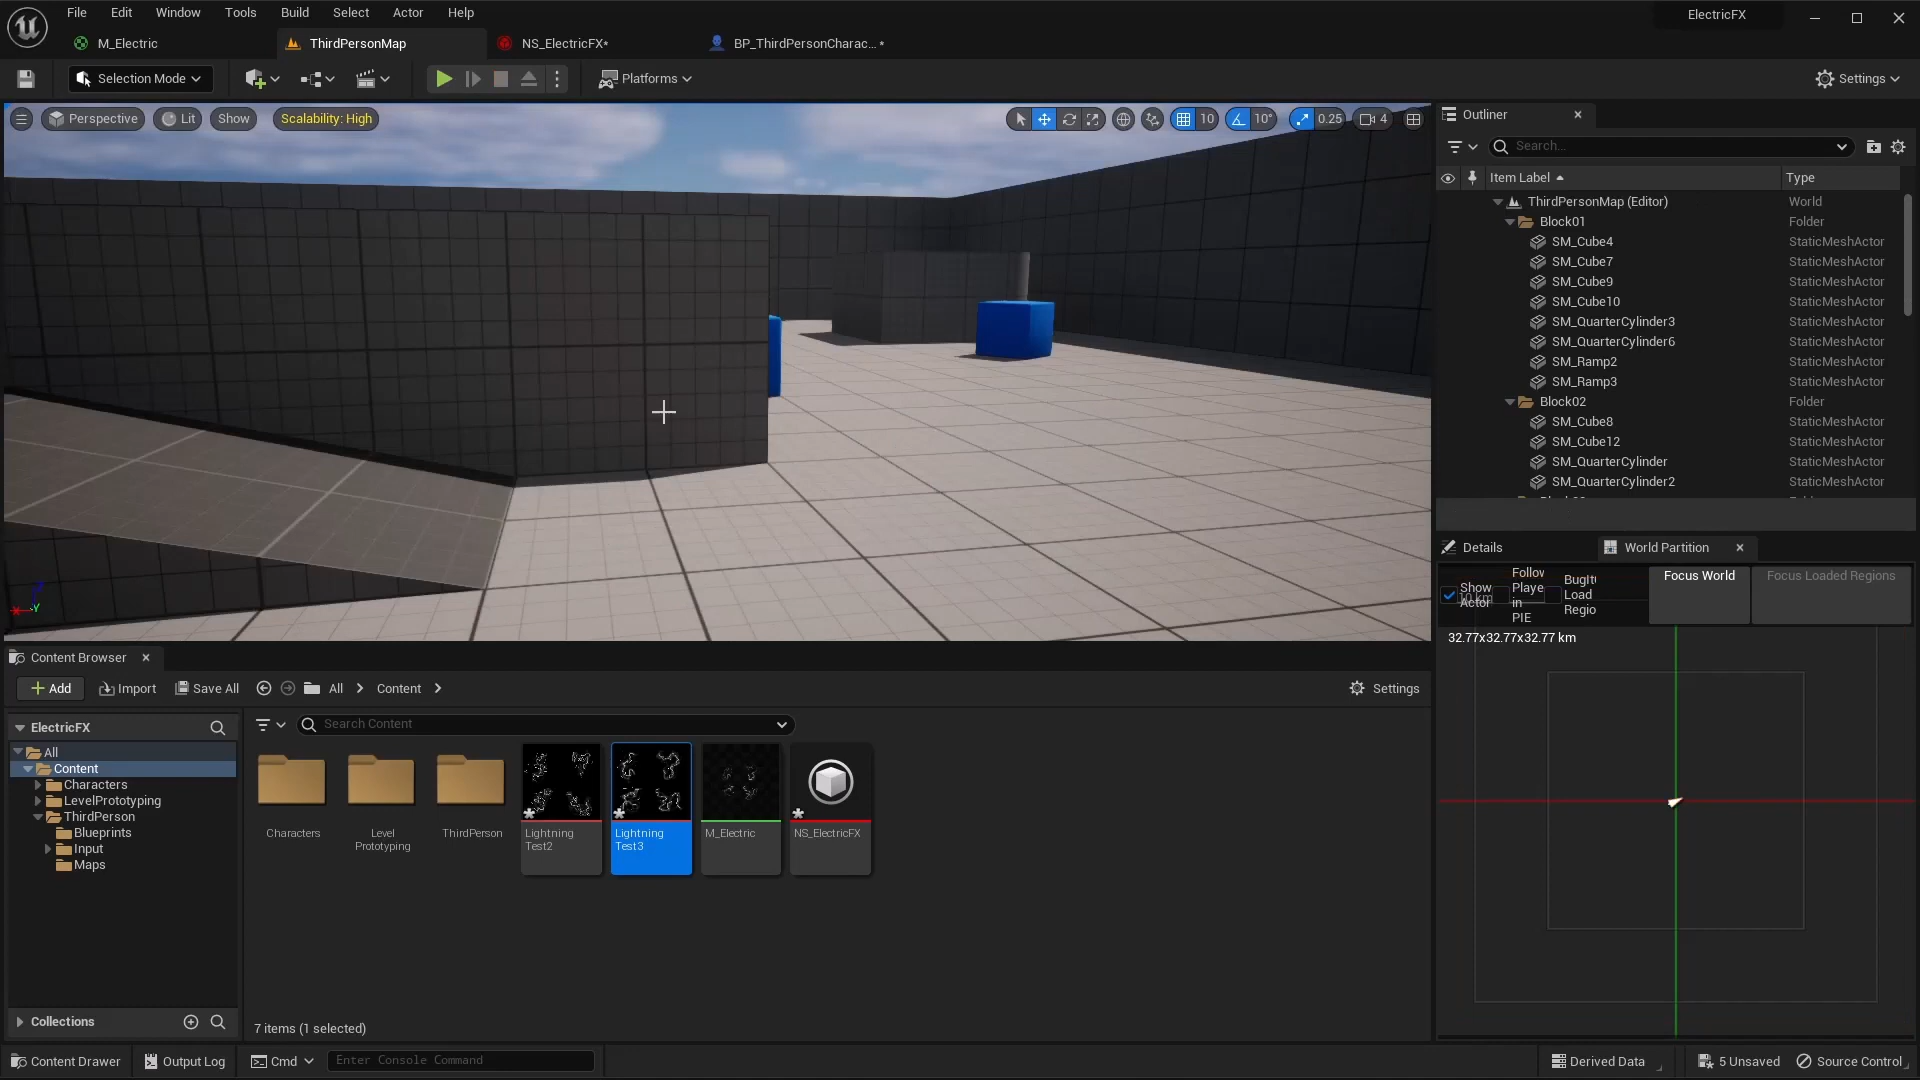 File Edit Window Tools Build Select Actor Help
ElectricFX
M_Electric
ThirdPersonMap
NS_ElectricFX*
BP_ThirdPersonCharac... *
Selection Mode
Platforms
Settings
Perspective
Lit
Show
Scalability: High
10
10°
0.25
4
Outliner
Search...
Item Label
Type
ThirdPersonMap (Editor) World
Block01 Folder
SM_Cube4 StaticMeshActor
SM_Cube7 StaticMeshActor
SM_Cube9 StaticMeshActor
SM_Cube10 StaticMeshActor
SM_QuarterCylinder3 StaticMeshActor
SM_QuarterCylinder6 StaticMeshActor
SM_Ramp2 StaticMeshActor
SM_Ramp3 StaticMeshActor
Block02 Folder
SM_Cube8 StaticMeshActor
SM_Cube12 StaticMeshActor
SM_QuarterCylinder StaticMeshActor
SM_QuarterCylinder2 StaticMeshActor
X
Y
Details
World Partition
Show
Actor
Follow
Playe
in
PIE
BugItI
Load
Regio
Focus World
Focus Loaded Regions
32.77x32.77x32.77 km
Content Browser
Add
Import
Save All
All
Content
Settings
ElectricFX
All
Content
Characters
LevelPrototyping
ThirdPerson
Blueprints
Input
Maps
Collections
Search Content
Characters
Level
Prototyping
ThirdPerson
Lightning
Test2
Lightning
Test3
M_Electric
NS_ElectricFX
7 items (1 selected)
Content Drawer
Output Log
Cmd
Enter Console Command
Derived Data
5 Unsaved
Source Control